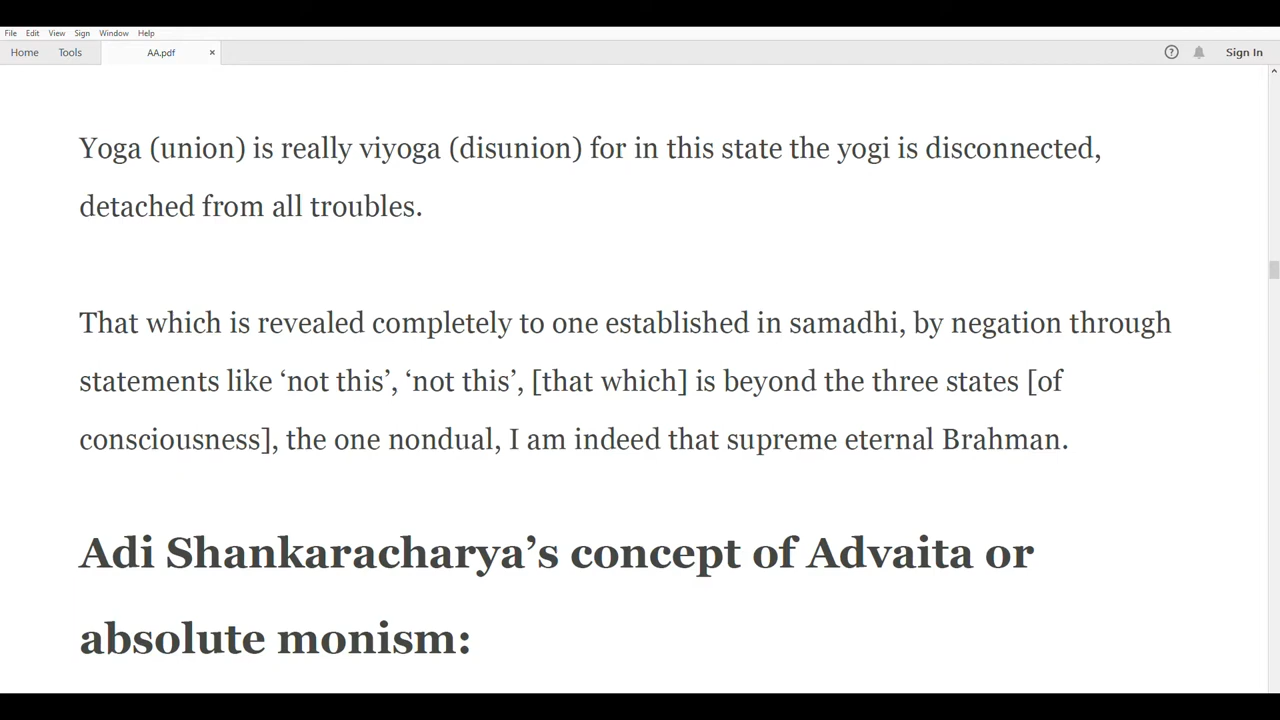 File Edit View Sign Window Help
Home Tools AA.pdf × ? Sign In
Yoga (union) is really viyoga (disunion) for in this state the yogi is disconnected,
detached from all troubles.
That which is revealed completely to one established in samadhi, by negation through
statements like ‘not this’, ‘not this’, [that which] is beyond the three states [of
consciousness], the one nondual, I am indeed that supreme eternal Brahman.
Adi Shankaracharya’s concept of Advaita or
absolute monism: